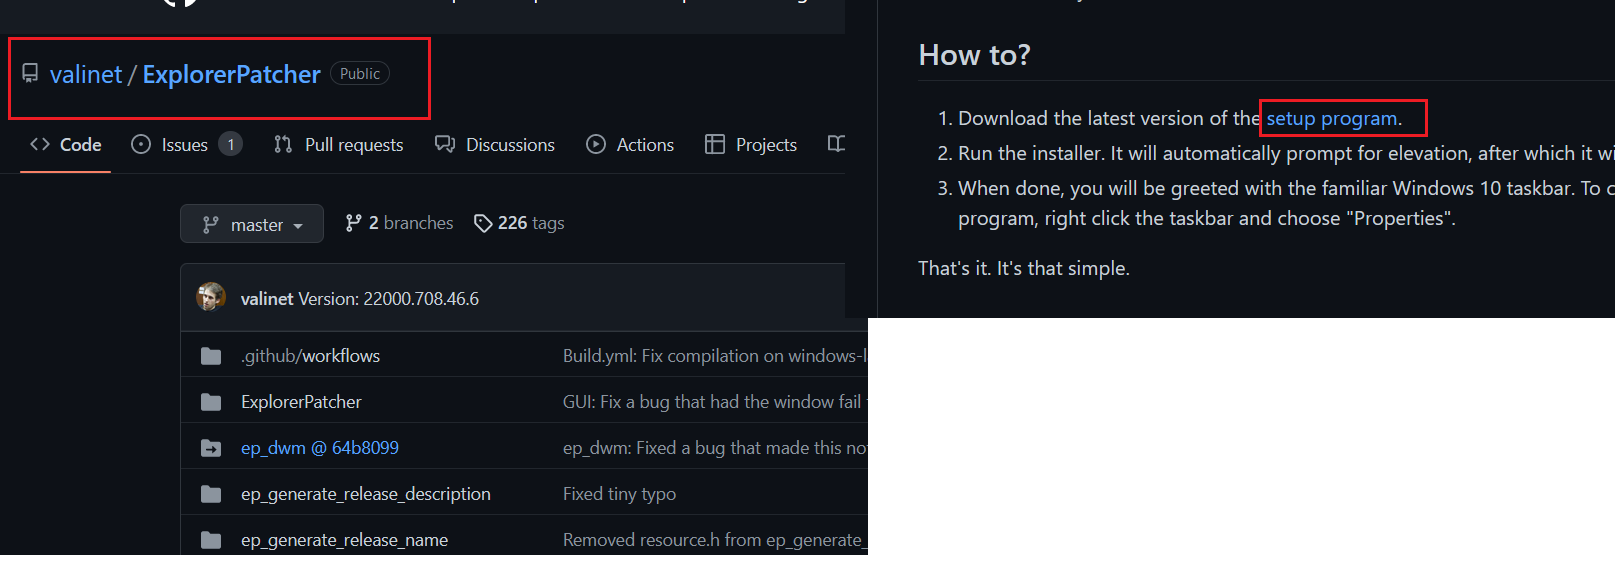 valinet / ExplorerPatcher Public
Code Issues 1 Pull requests Discussions Actions Projects
master 2 branches 226 tags
valinet Version: 22000.708.46.6
.github/workflows Build.yml: Fix compilation on windows-l
ExplorerPatcher GUI: Fix a bug that had the window fail
ep_dwm @ 64b8099 ep_dwm: Fixed a bug that made this no
ep_generate_release_description Fixed tiny typo
ep_generate_release_name Removed resource.h from ep_generate_
How to?
1. Download the latest version of the setup program.
2. Run the installer. It will automatically prompt for elevation, after which it wi
3. When done, you will be greeted with the familiar Windows 10 taskbar. To c
program, right click the taskbar and choose "Properties".
That's it. It's that simple.